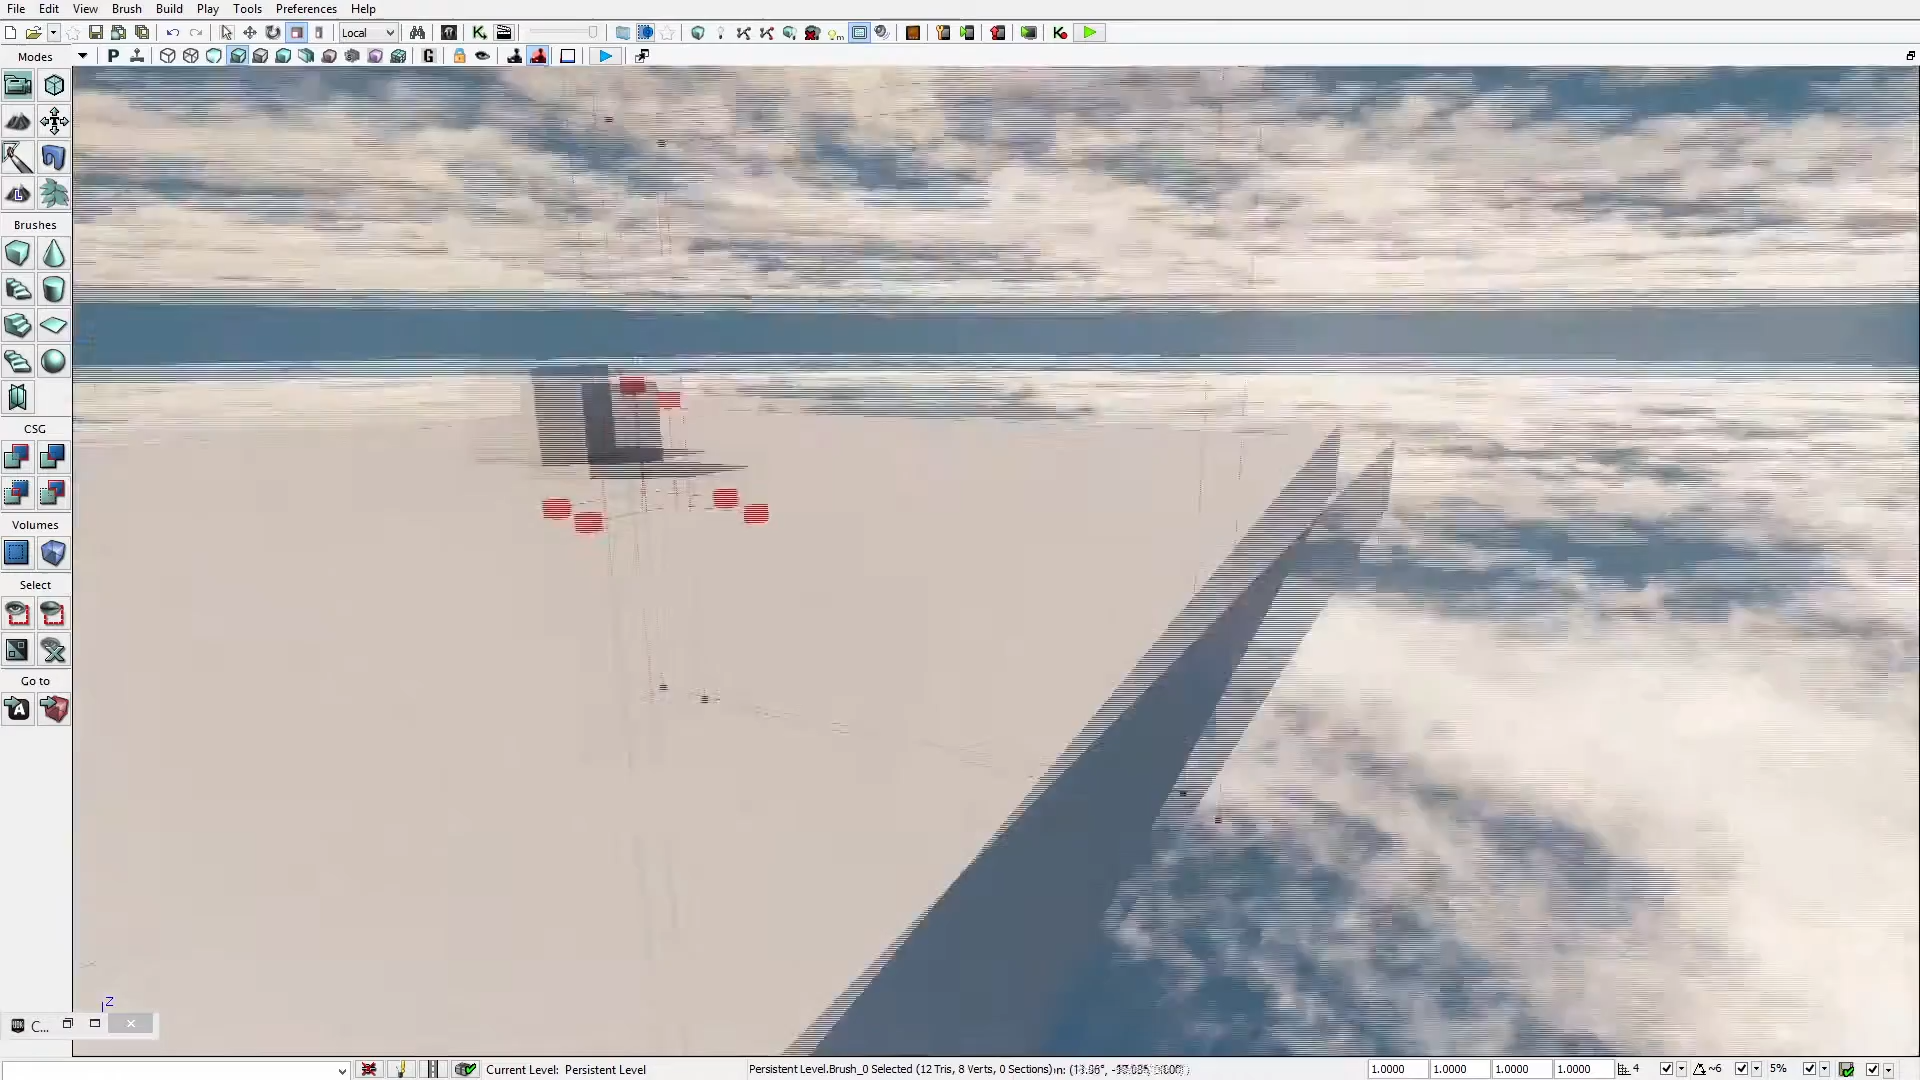 File Edit View Brush Build Play Tools Preferences Help
Local
Modes
P
G
Brushes
CSG
Volumes
Select
Go to
Z
C...
Current Level: Persistent Level
Persistent Level.Brush_0 Selected (12 Tris, 8 Verts, 0 Sections)
1.0000 1.0000 1.0000 1.0000 4 ~6 5%